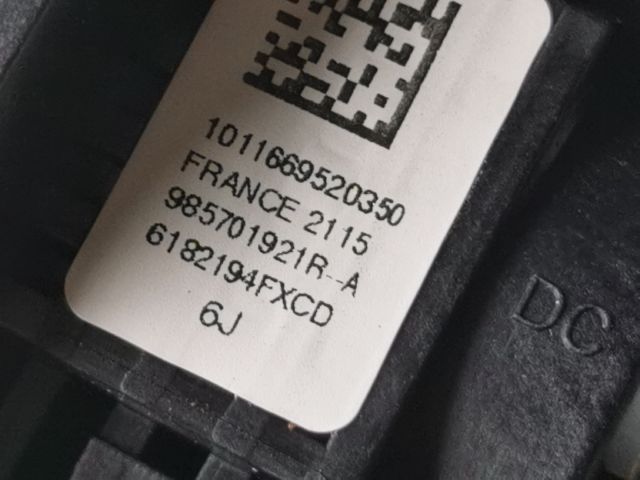 1011669520350
FRANCE 2115
985701921R--A
6182194FXCD
6J
DC